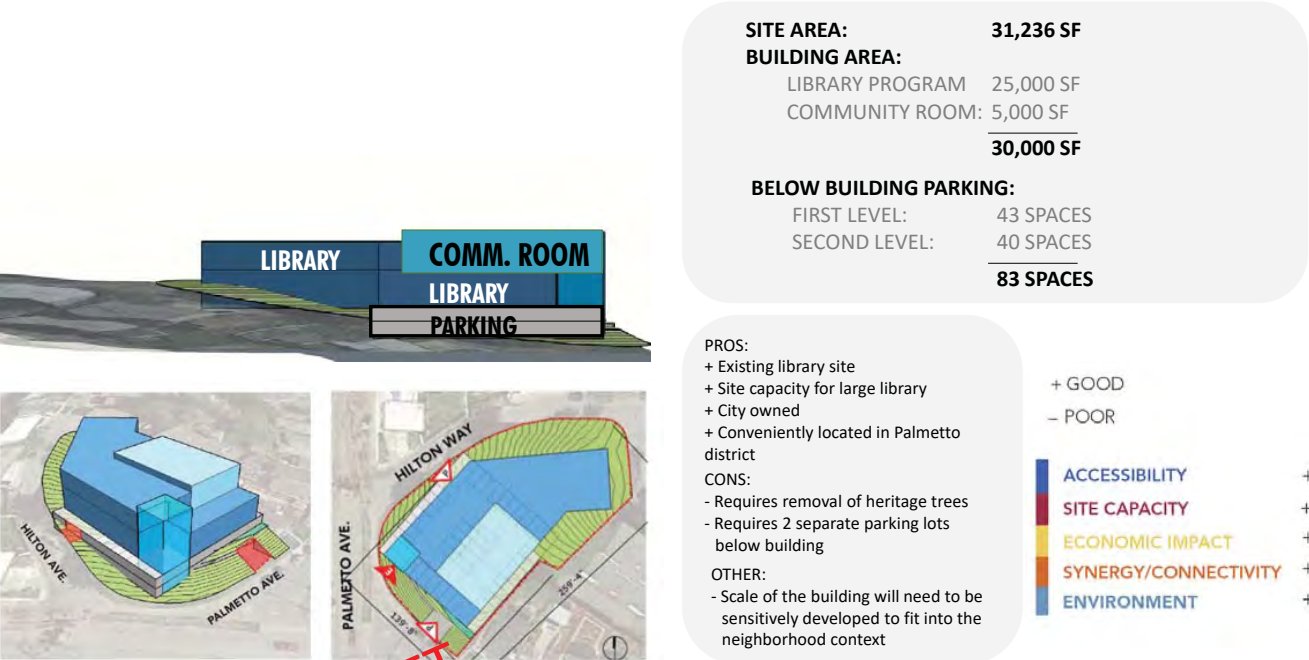 SITE AREA: 31,236 SF
BUILDING AREA:
LIBRARY PROGRAM 25,000 SF
COMMUNITY ROOM: 5,000 SF
30,000 SF
BELOW BUILDING PARKING:
FIRST LEVEL: 43 SPACES
SECOND LEVEL: 40 SPACES
83 SPACES
LIBRARY
COMM. ROOM
LIBRARY
PARKING
HILTON AVE.
PALMETTO AVE.
HILTON WAY
PALMETTO AVE.
P
P
139'-8"
259'-4"
PROS:
+ Existing library site
+ Site capacity for large library
+ City owned
+ Conveniently located in Palmetto
district
CONS:
- Requires removal of heritage trees
- Requires 2 separate parking lots
below building
OTHER:
- Scale of the building will need to be
sensitively developed to fit into the
neighborhood context
+ GOOD
– POOR
ACCESSIBILITY +
SITE CAPACITY +
ECONOMIC IMPACT +
SYNERGY/CONNECTIVITY +
ENVIRONMENT +